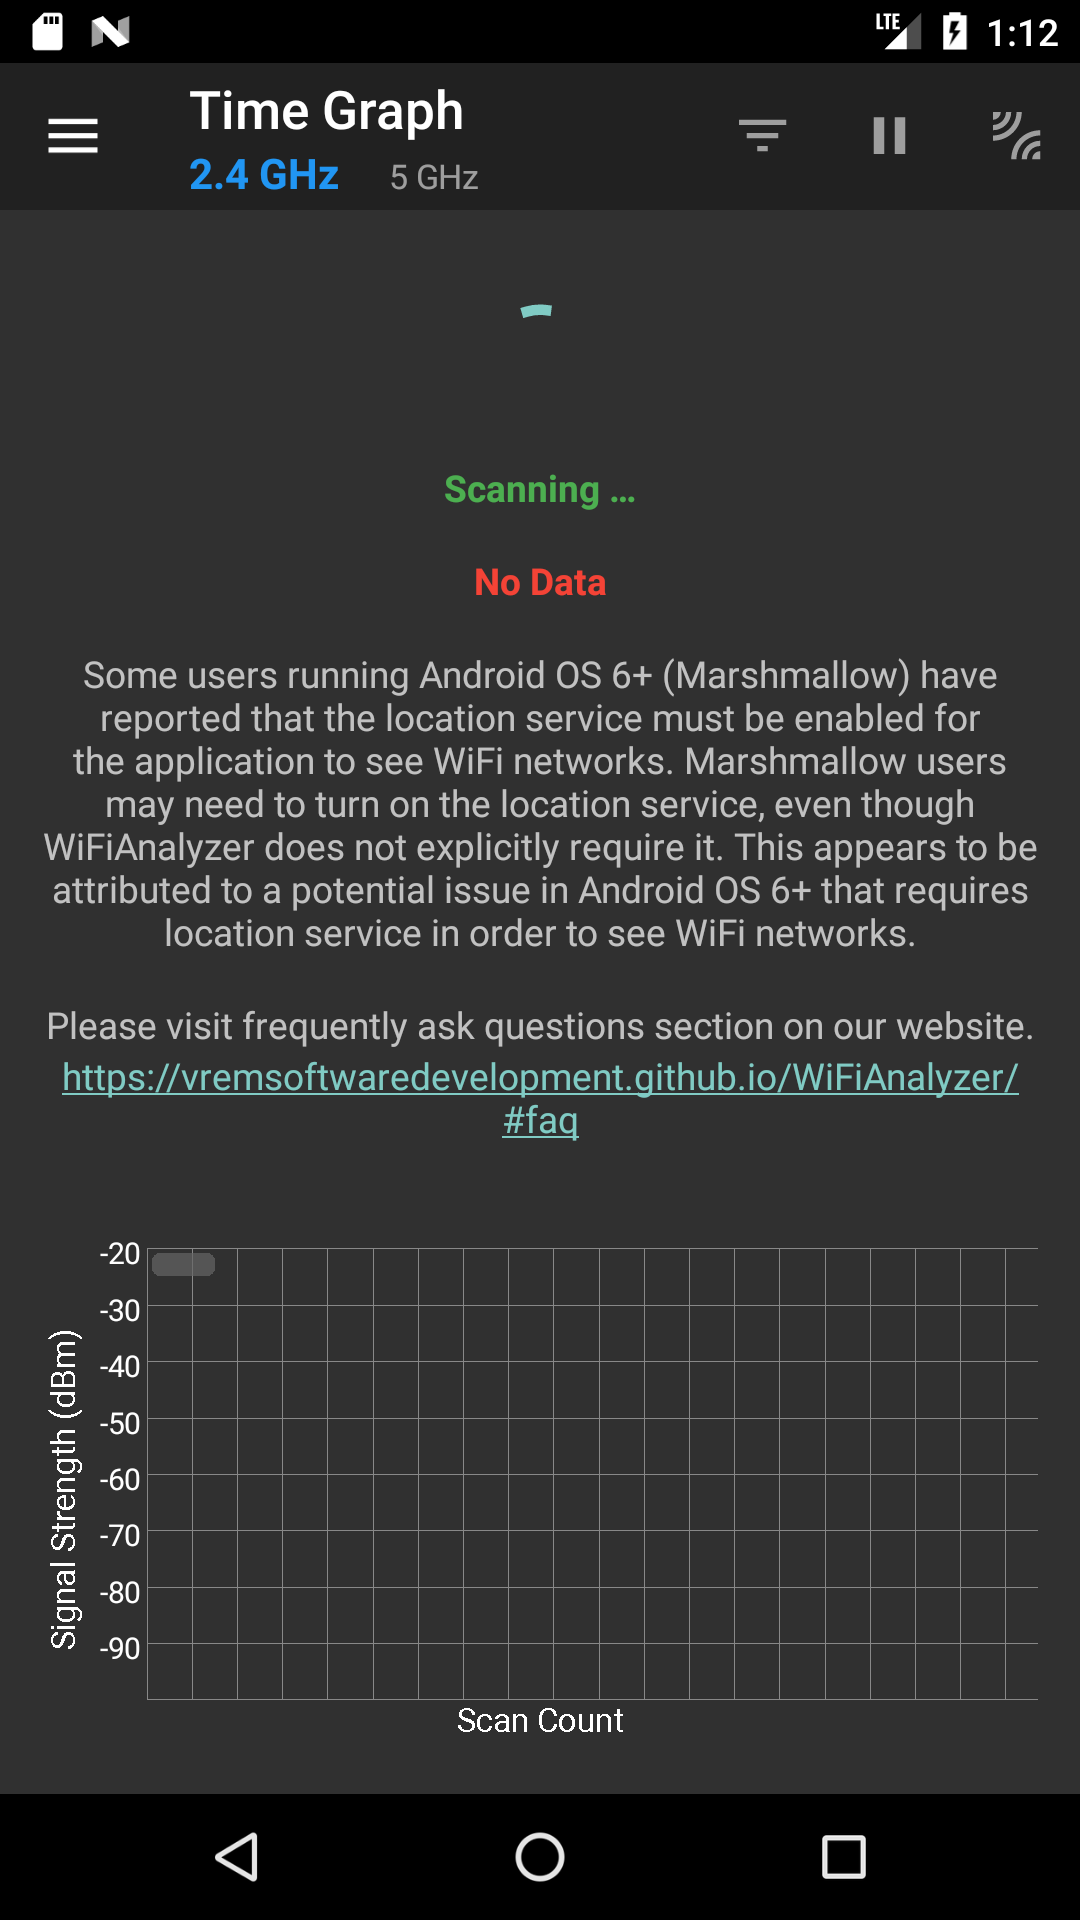 LTE 1:12
Time Graph
2.4 GHz 5 GHz
Scanning ...
No Data
Some users running Android OS 6+ (Marshmallow) have
reported that the location service must be enabled for
the application to see WiFi networks. Marshmallow users
may need to turn on the location service, even though
WiFiAnalyzer does not explicitly require it. This appears to be
attributed to a potential issue in Android OS 6+ that requires
location service in order to see WiFi networks.
Please visit frequently ask questions section on our website.
https://vremsoftwaredevelopment.github.io/WiFiAnalyzer/
#faq
-20
-30
-40
-50
-60
-70
-80
-90
Signal Strength (dBm)
Scan Count